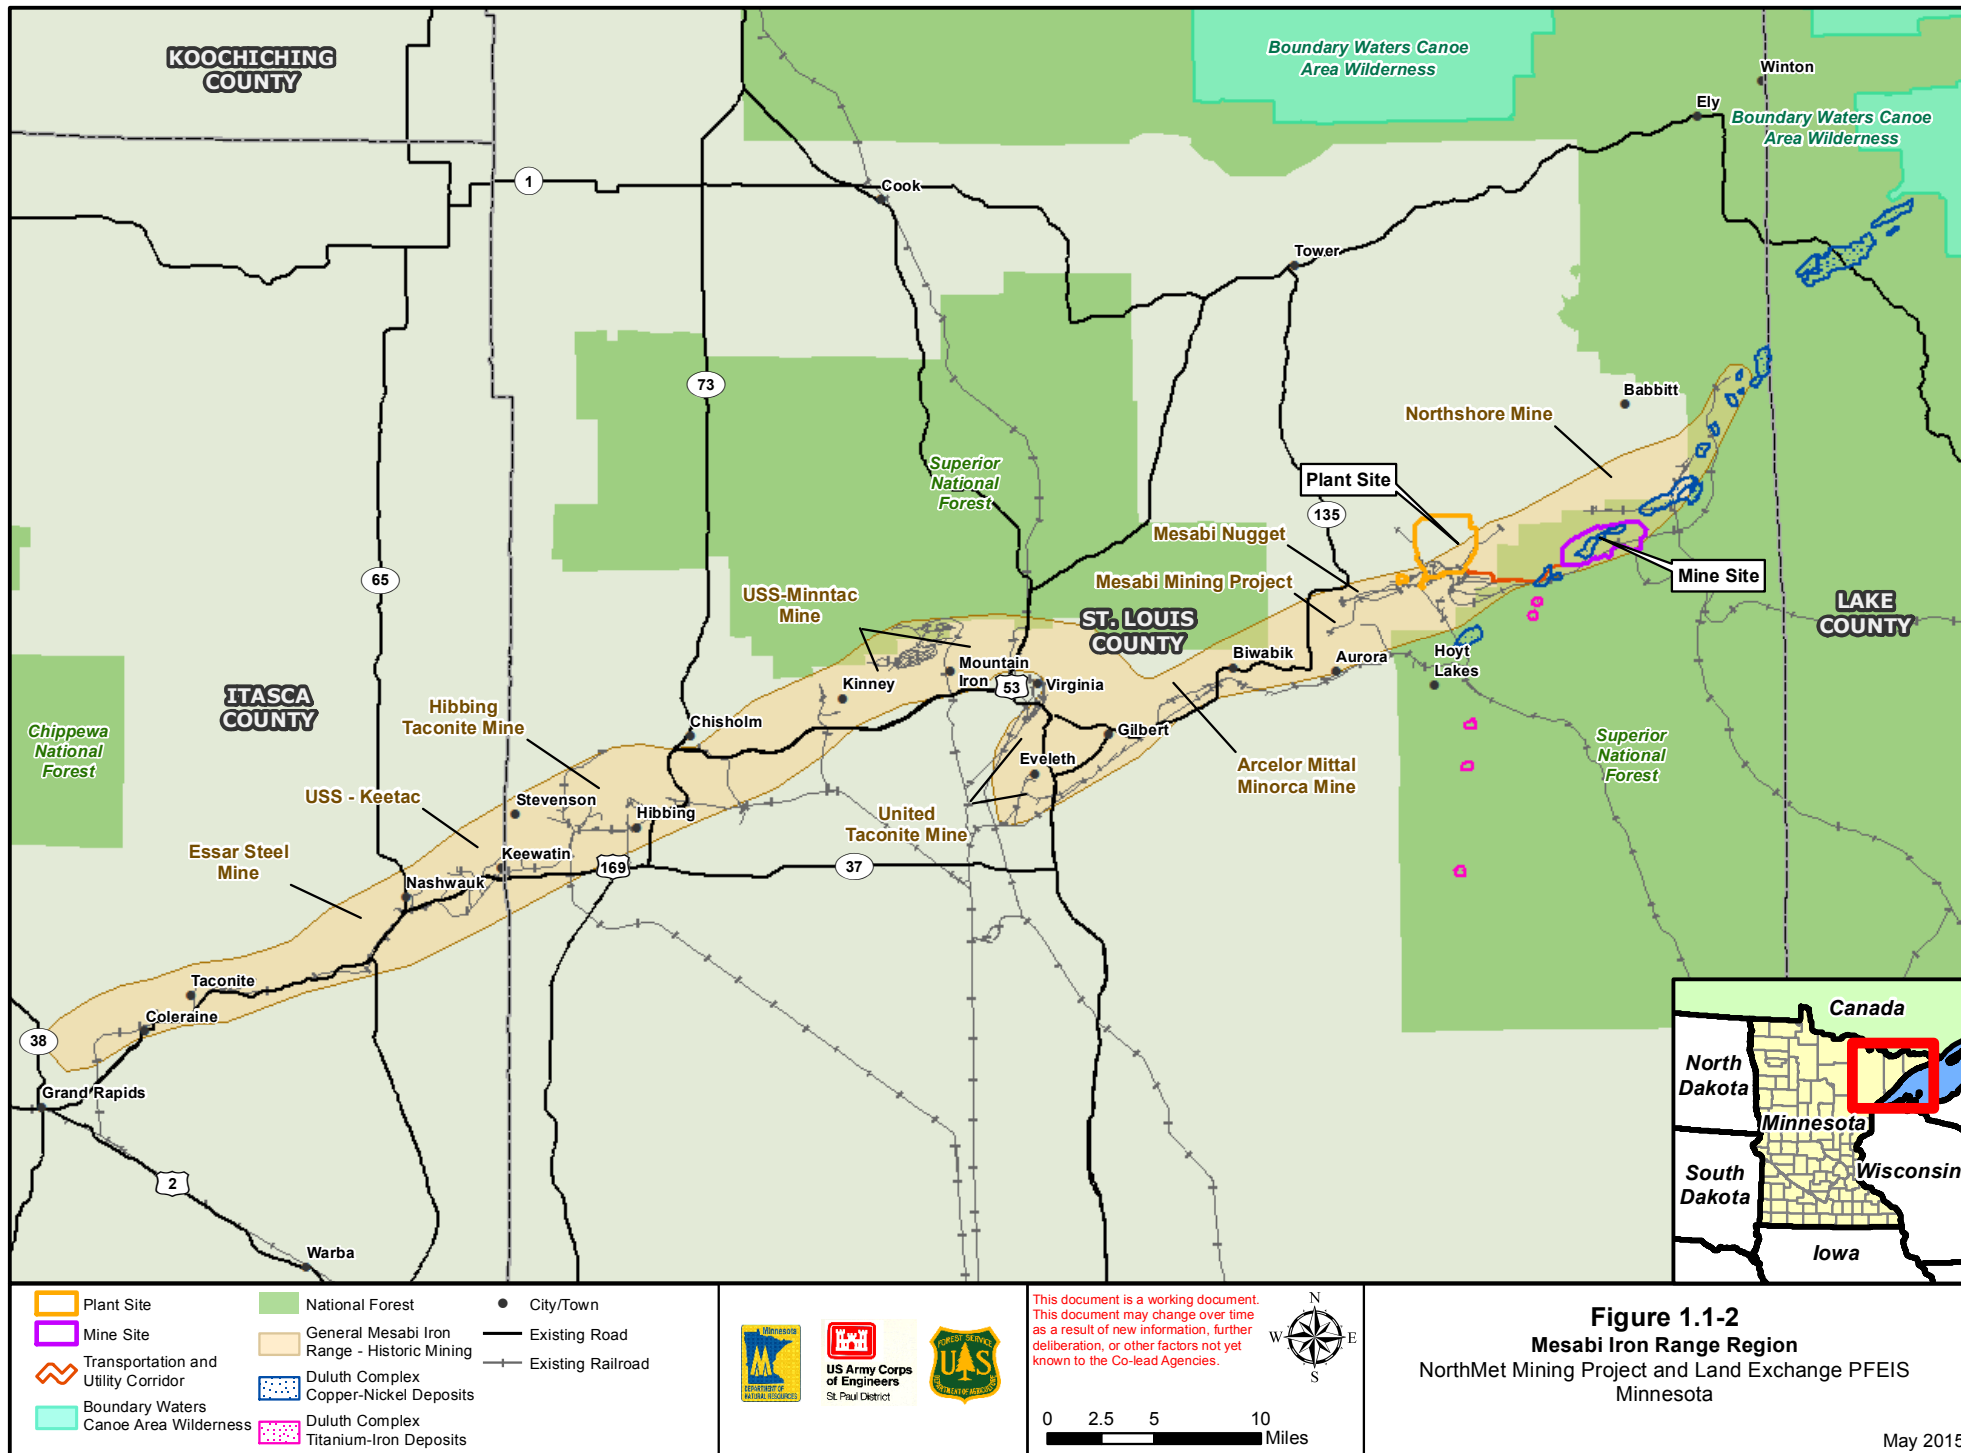 KOOCHICHING
COUNTY
Boundary Waters Canoe
Area Wilderness
Winton
Ely
Boundary Waters Canoe
Area Wilderness
1
Cook
Tower
73
Babbitt
Northshore Mine
Superior
National
Forest
Plant Site
135
Mesabi Nugget
65
Mesabi Mining Project
Mine Site
USS-Minntac
Mine
ST. LOUIS
COUNTY
LAKE
COUNTY
Biwabik
Aurora
Hoyt
Lakes
Mountain
Iron
53
Virginia
Kinney
ITASCA
COUNTY
Hibbing
Taconite Mine
Chisholm
Gilbert
Chippewa
National
Forest
Superior
National
Forest
Eveleth
Arcelor Mittal
Minorca Mine
USS - Keetac
Stevenson
Hibbing
United
Taconite Mine
Essar Steel
Mine
Keewatin
169
37
Nashwauk
Taconite
Coleraine
38
Grand Rapids
2
Warba
Canada
North
Dakota
Minnesota
South
Dakota
Wisconsin
Iowa
Plant Site
Mine Site
Transportation and
Utility Corridor
Boundary Waters
Canoe Area Wilderness
National Forest
General Mesabi Iron
Range - Historic Mining
Duluth Complex
Copper-Nickel Deposits
Duluth Complex
Titanium-Iron Deposits
City/Town
Existing Road
Existing Railroad
Minnesota
DEPARTMENT OF
NATURAL RESOURCES
US Army Corps
of Engineers
St. Paul District
FOREST SERVICE
U S
DEPARTMENT OF AGRICULTURE
This document is a working document.
This document may change over time
as a result of new information, further
deliberation, or other factors not yet
known to the Co-lead Agencies.
N
W E
S
0 2.5 5 10
Miles
Figure 1.1-2
Mesabi Iron Range Region
NorthMet Mining Project and Land Exchange PFEIS
Minnesota
May 2015